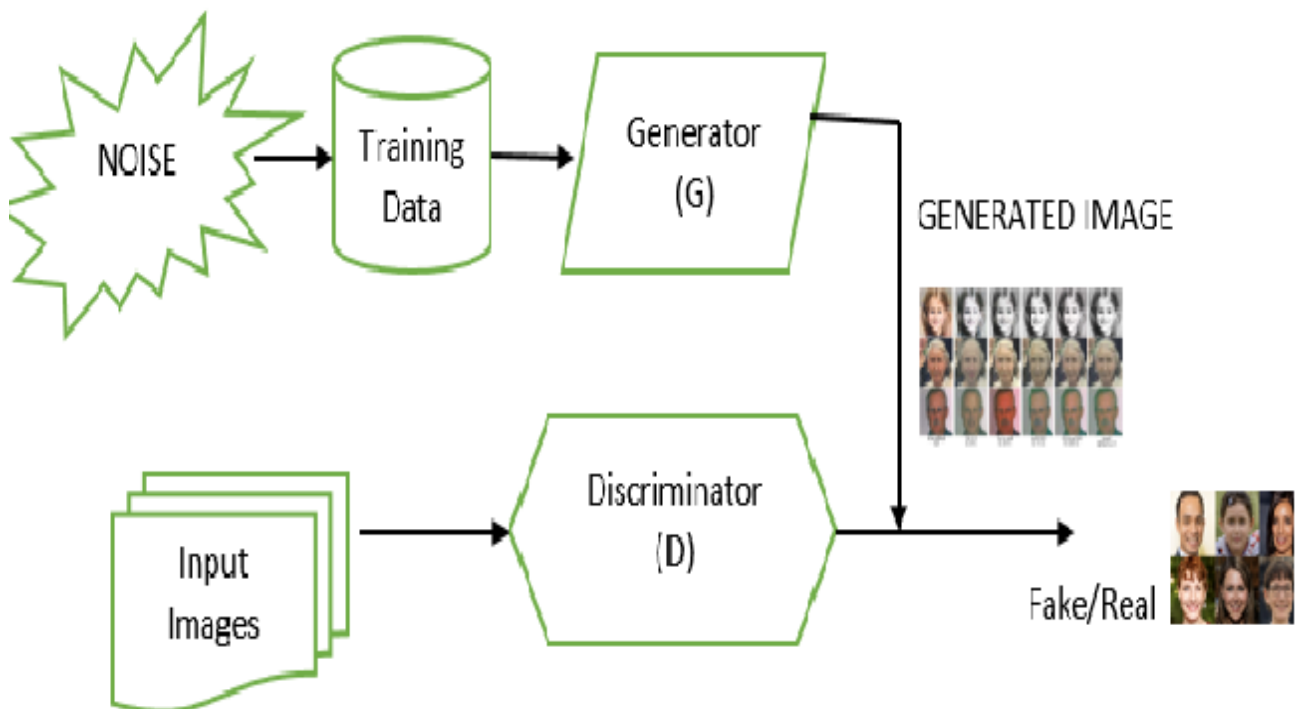 NOISE
Training
Data
Generator
(G)
GENERATED IMAGE
Input
Images
Discriminator
(D)
Fake/Real